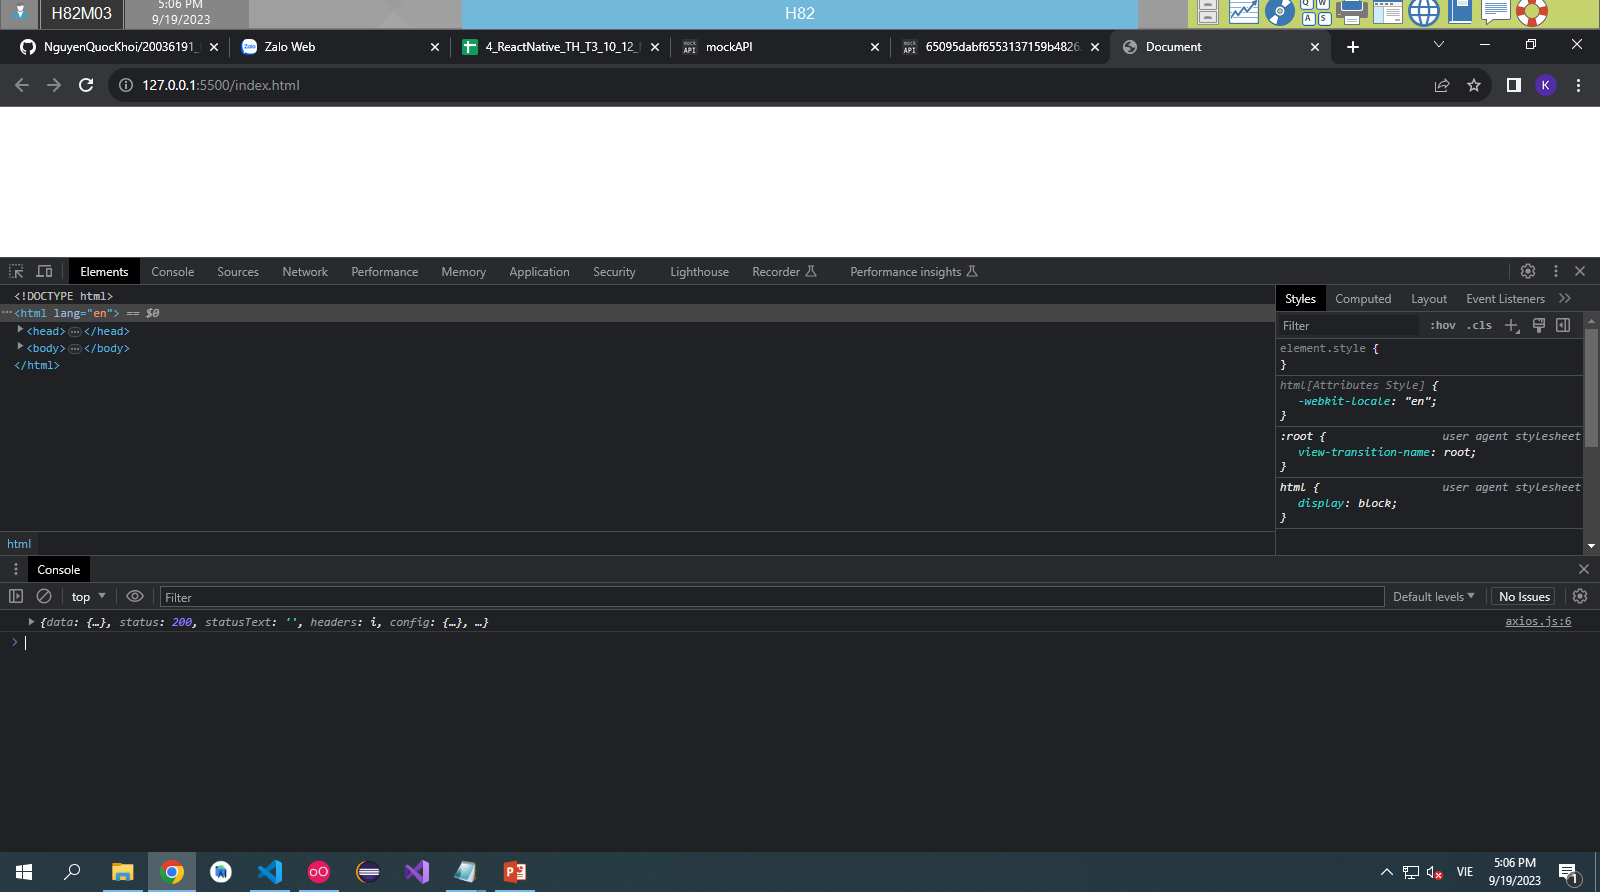 H82M03
5:06 PM
9/19/2023
H82
Q W
A S
NguyenQuocKhoi/20036191_
Zalo Web
4_ReactNative_TH_T3_10_12_
mock API
mockAPI
mock API
65095dabf6553137159b4826.
Document
127.0.0.1:5500/index.html
K
Elements
Console
Sources
Network
Performance
Memory
Application
Security
Lighthouse
Recorder
Performance insights
<!DOCTYPE html>
<html lang="en"> == $0
<head> … </head>
<body> … </body>
</html>
html
Styles
Computed
Layout
Event Listeners
Filter
:hov
.cls
element.style {
}
html[Attributes Style] {
-webkit-locale: "en";
}
:root {
user agent stylesheet
view-transition-name: root;
}
html {
user agent stylesheet
display: block;
}
Console
top
Filter
Default levels
No Issues
{data: {…}, status: 200, statusText: '', headers: i, config: {…}, …}
axios.js:6
VIE
5:06 PM
9/19/2023
1